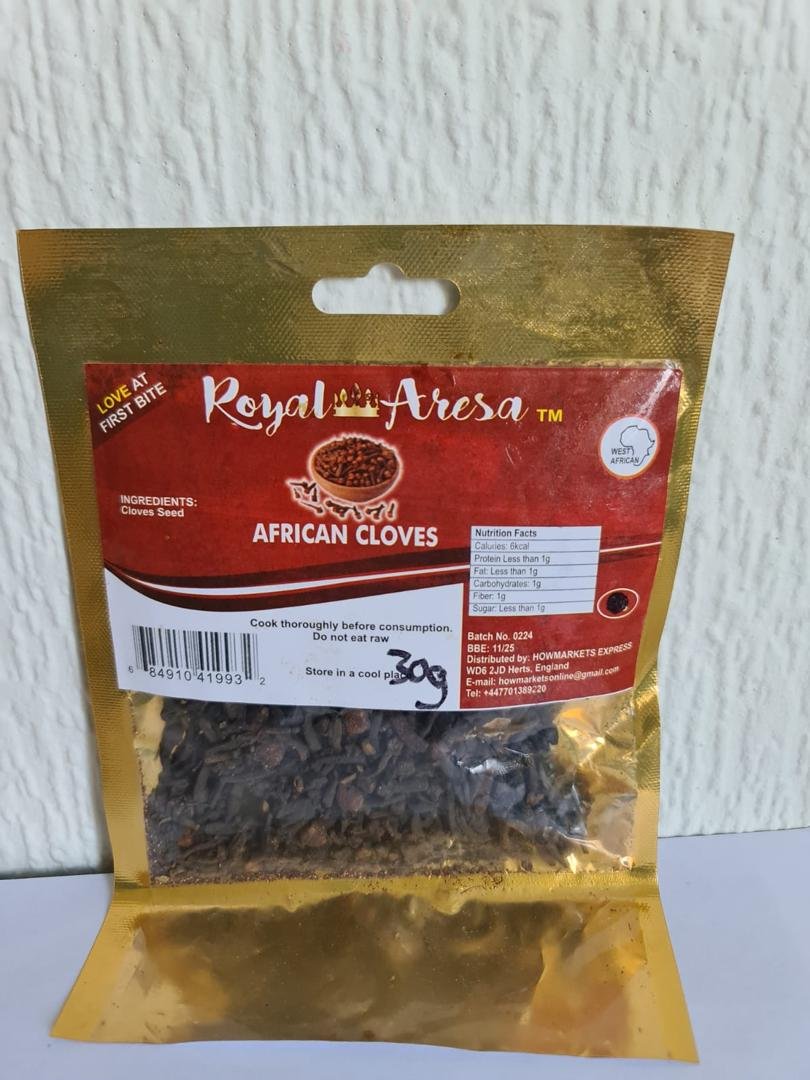 LOVE AT
FIRST BITE
Royal Aresa TM
WEST
AFRICAN
INGREDIENTS:
Cloves Seed
AFRICAN CLOVES
Nutrition Facts
Calories: 6kcal
Protein Less than 1g
Fat: Less than 1g
Carbohydrates: 1g
Fiber: 1g
Sugar: Less than 1g
Cook thoroughly before consumption.
Do not eat raw
Store in a cool
30g
6 84910 41993 2
Batch No. 0224
BBE: 11/25
Distributed by: HOWMARKETS EXPRESS
WD6 2JD Herts, England
E-mail: howmarketsonline@gmail.com
Tel: +447701389220